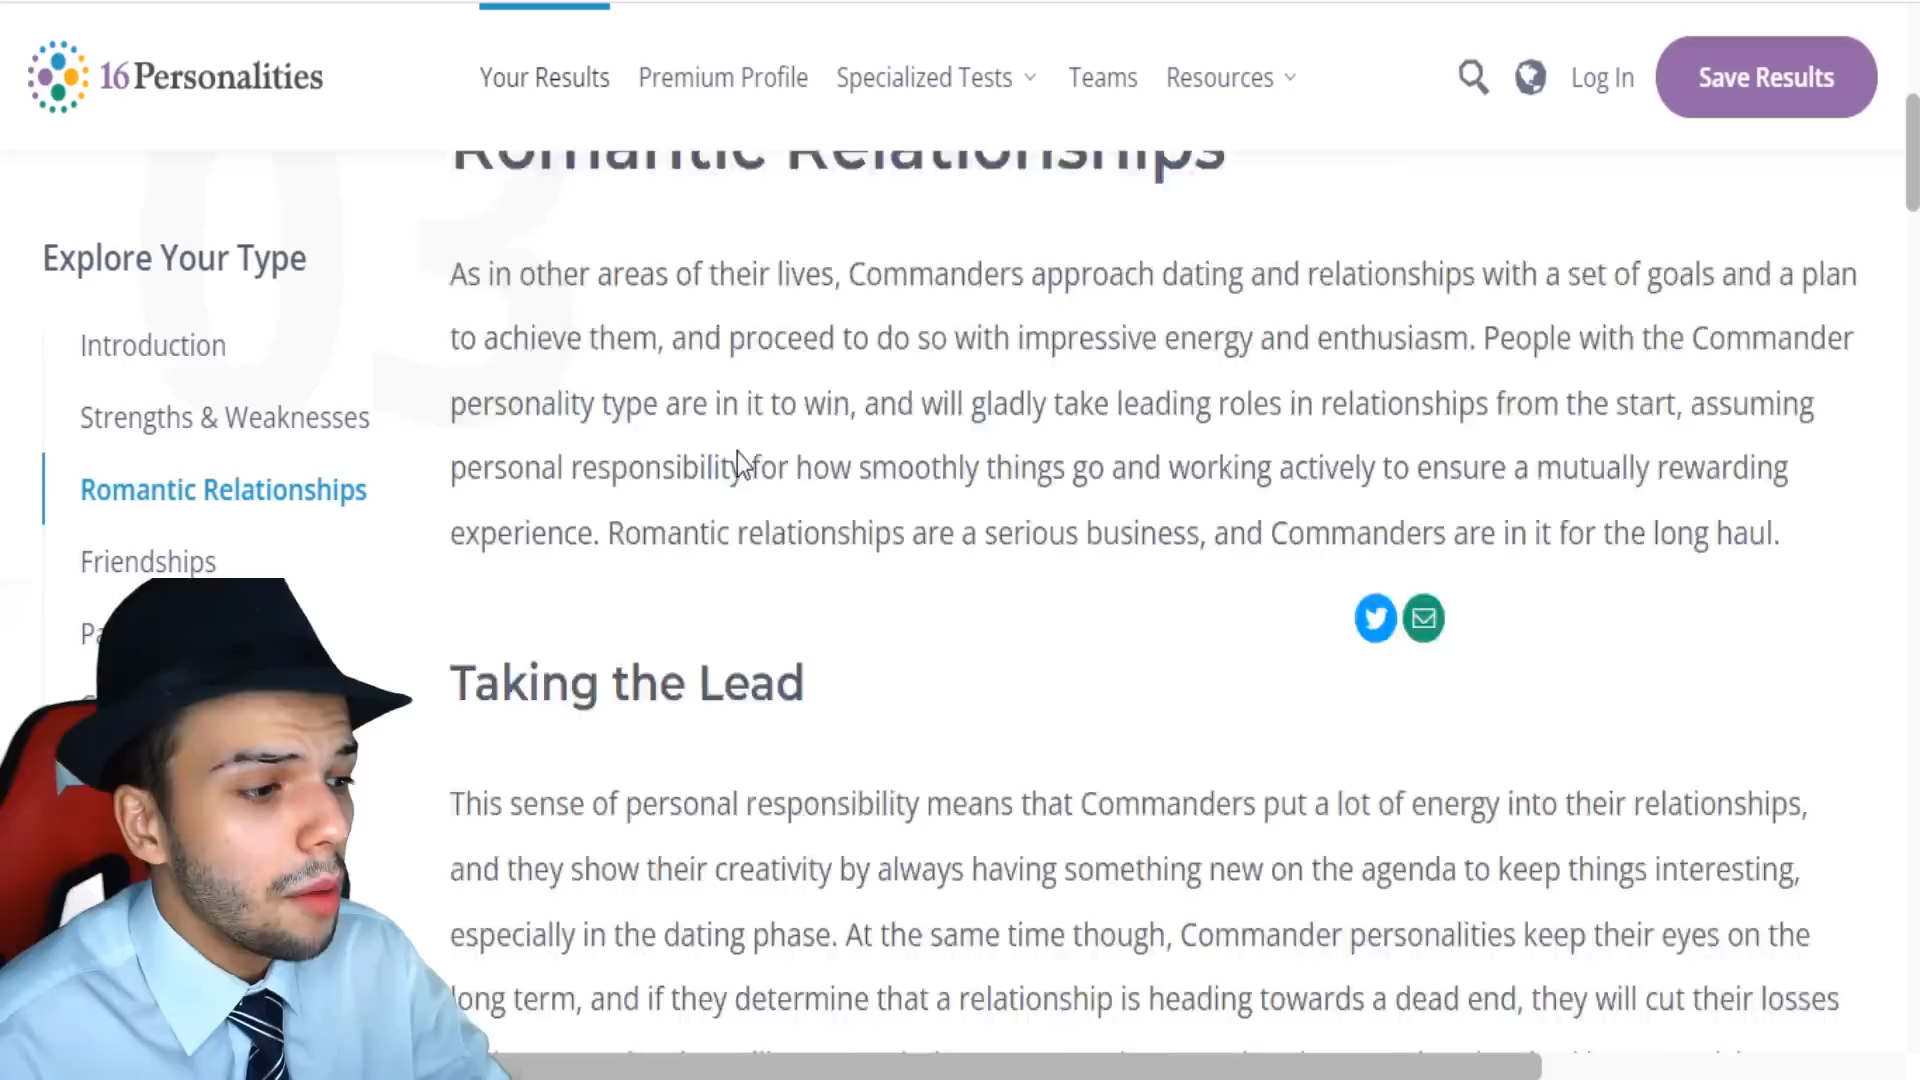 16Personalities
Your Results
Premium Profile
Specialized Tests
Teams
Resources
Log In
Save Results
Romantic Relationships
03
Explore Your Type
Introduction
Strengths & Weaknesses
Romantic Relationships
Friendships
As in other areas of their lives, Commanders approach dating and relationships with a set of goals and a plan
to achieve them, and proceed to do so with impressive energy and enthusiasm. People with the Commander
personality type are in it to win, and will gladly take leading roles in relationships from the start, assuming
personal responsibility for how smoothly things go and working actively to ensure a mutually rewarding
experience. Romantic relationships are a serious business, and Commanders are in it for the long haul.
Taking the Lead
This sense of personal responsibility means that Commanders put a lot of energy into their relationships,
and they show their creativity by always having something new on the agenda to keep things interesting,
especially in the dating phase. At the same time though, Commander personalities keep their eyes on the
long term, and if they determine that a relationship is heading towards a dead end, they will cut their losses